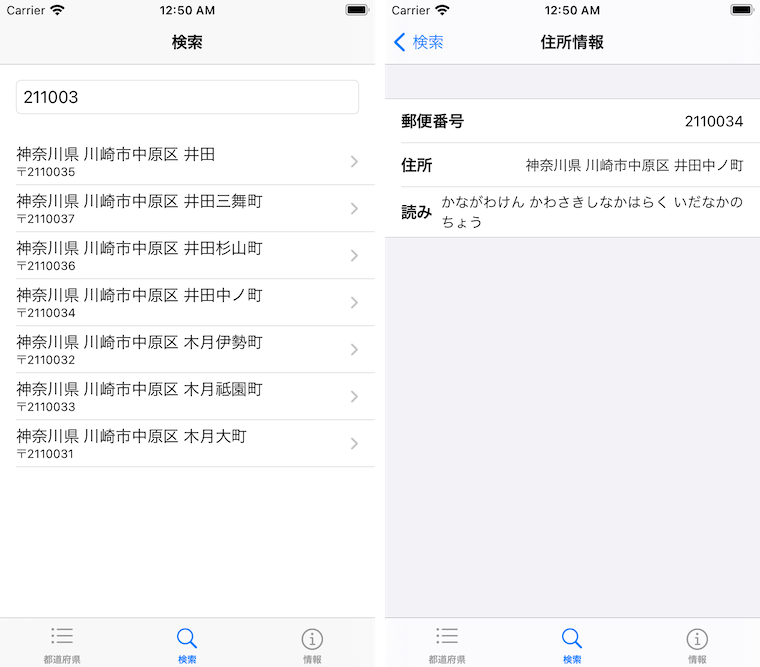 Carrier 12:50 AM
検索
211003
神奈川県 川崎市中原区 井田
〒2110035
神奈川県 川崎市中原区 井田三舞町
〒2110037
神奈川県 川崎市中原区 井田杉山町
〒2110036
神奈川県 川崎市中原区 井田中ノ町
〒2110034
神奈川県 川崎市中原区 木月伊勢町
〒2110032
神奈川県 川崎市中原区 木月祗園町
〒2110033
神奈川県 川崎市中原区 木月大町
〒2110031
都道府県 検索 情報
Carrier 12:50 AM
検索 住所情報
郵便番号 2110034
住所 神奈川県 川崎市中原区 井田中ノ町
読み かながわけん かわさきしなかはらく いだなかの
ちょう
都道府県 検索 情報